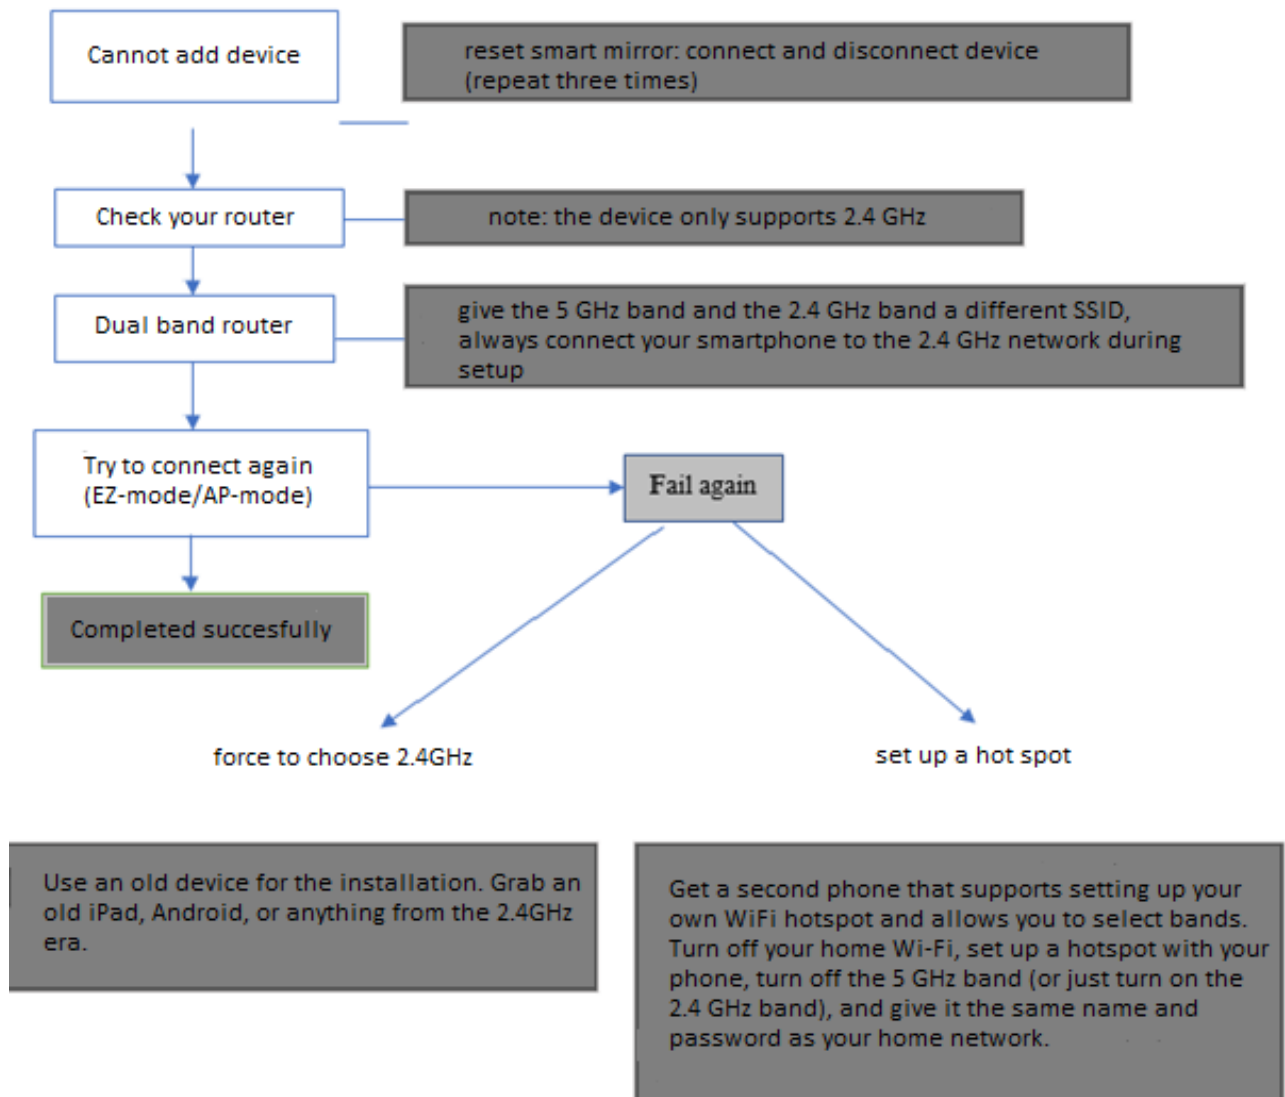 Cannot add device
reset smart mirror: connect and disconnect device
(repeat three times)
Check your router
note: the device only supports 2.4 GHz
Dual band router
give the 5 GHz band and the 2.4 GHz band a different SSID,
always connect your smartphone to the 2.4 GHz network during
setup
Try to connect again
(EZ-mode/AP-mode)
Fail again
Completed succesfully
force to choose 2.4GHz
set up a hot spot
Use an old device for the installation. Grab an
old iPad, Android, or anything from the 2.4GHz
era.
Get a second phone that supports setting up your
own WiFi hotspot and allows you to select bands.
Turn off your home Wi-Fi, set up a hotspot with your
phone, turn off the 5 GHz band (or just turn on the
2.4 GHz band), and give it the same name and
password as your home network.